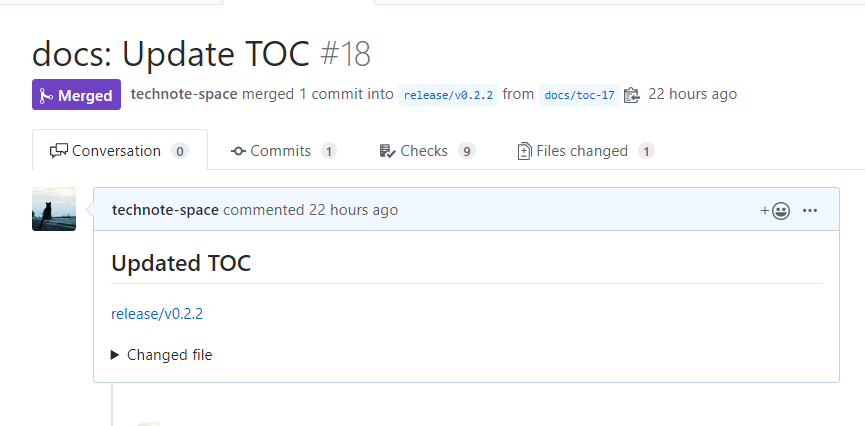 docs: Update TOC #18
Merged technote-space merged 1 commit into release/v0.2.2 from docs/toc-17 22 hours ago
Conversation 0 Commits 1 Checks 9 Files changed 1
technote-space commented 22 hours ago
Updated TOC
release/v0.2.2
Changed file